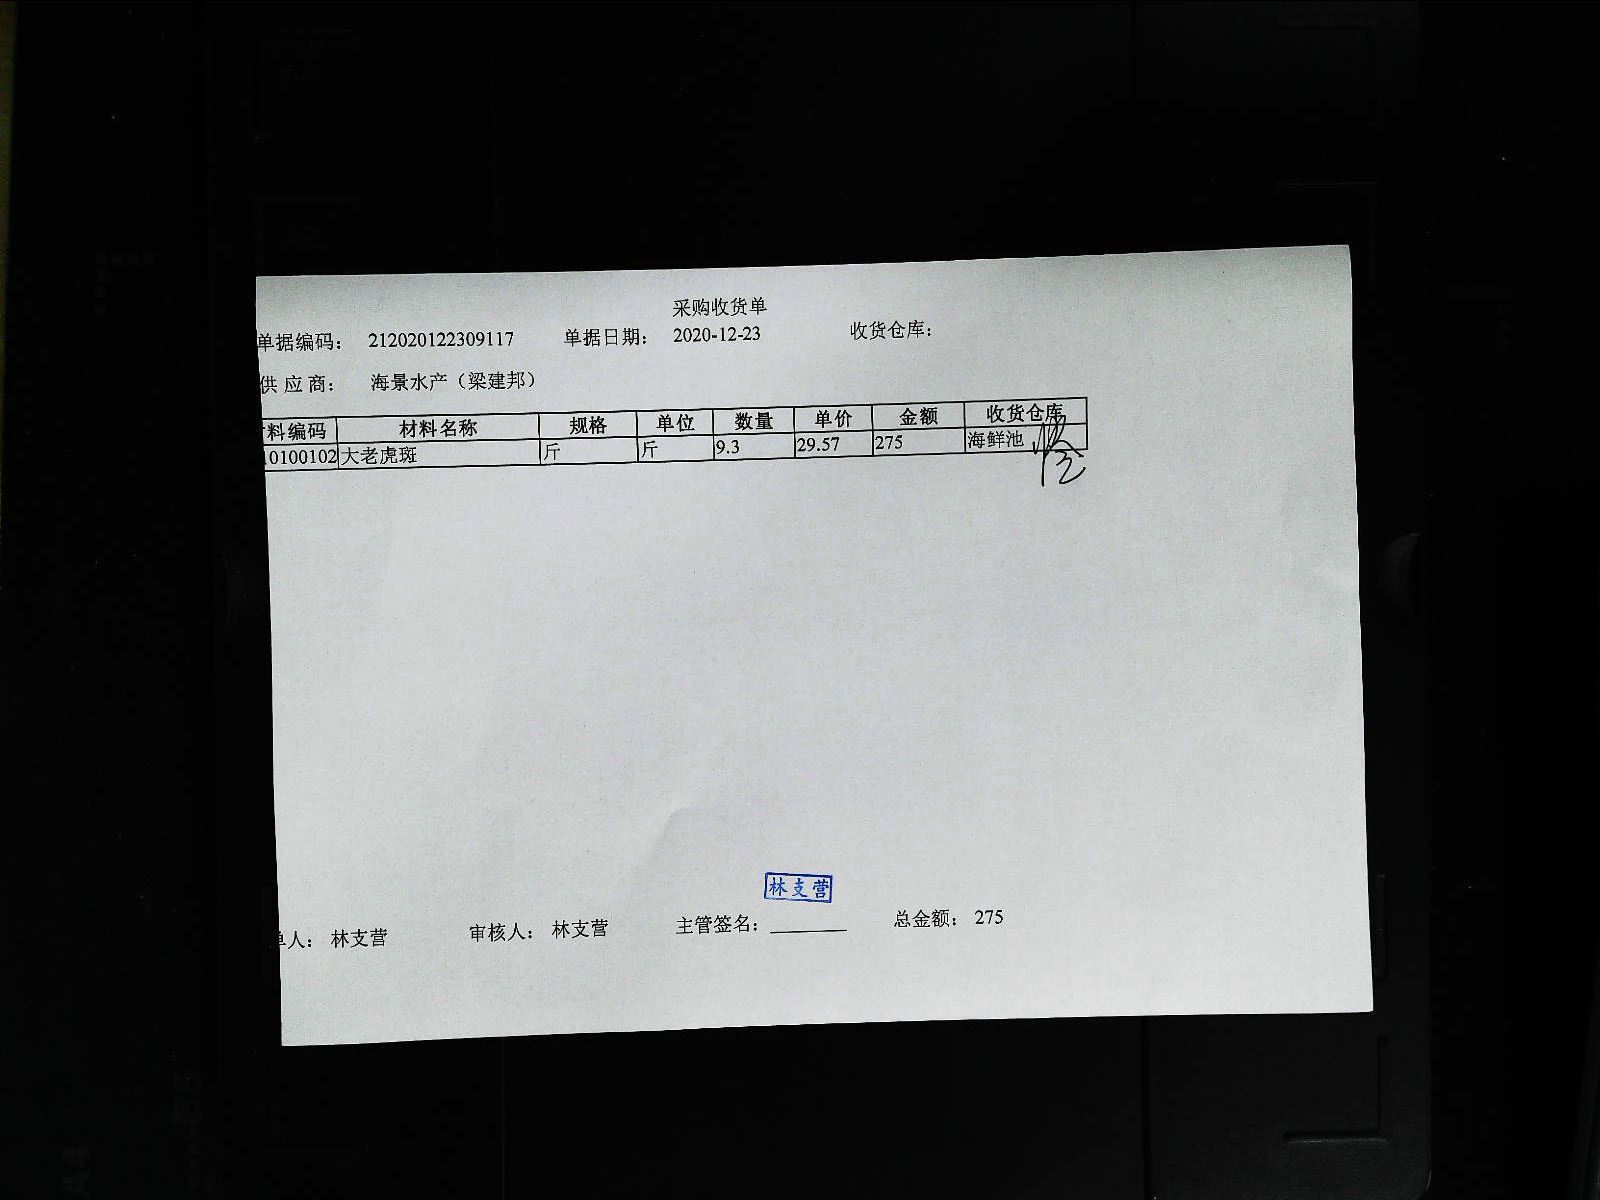 采购收货单
单据编码： 212020122309117 单据日期： 2020-12-23 收货仓库：
供 应 商： 海景水产（梁建邦）
料编码 材料名称 规格 单位 数量 单价 金额 收货仓库
10100102 大老虎斑 斤 斤 9.3 29.57 275 海鲜池
林支营
单人： 林支营 审核人： 林支营 主管签名： 总金额： 275